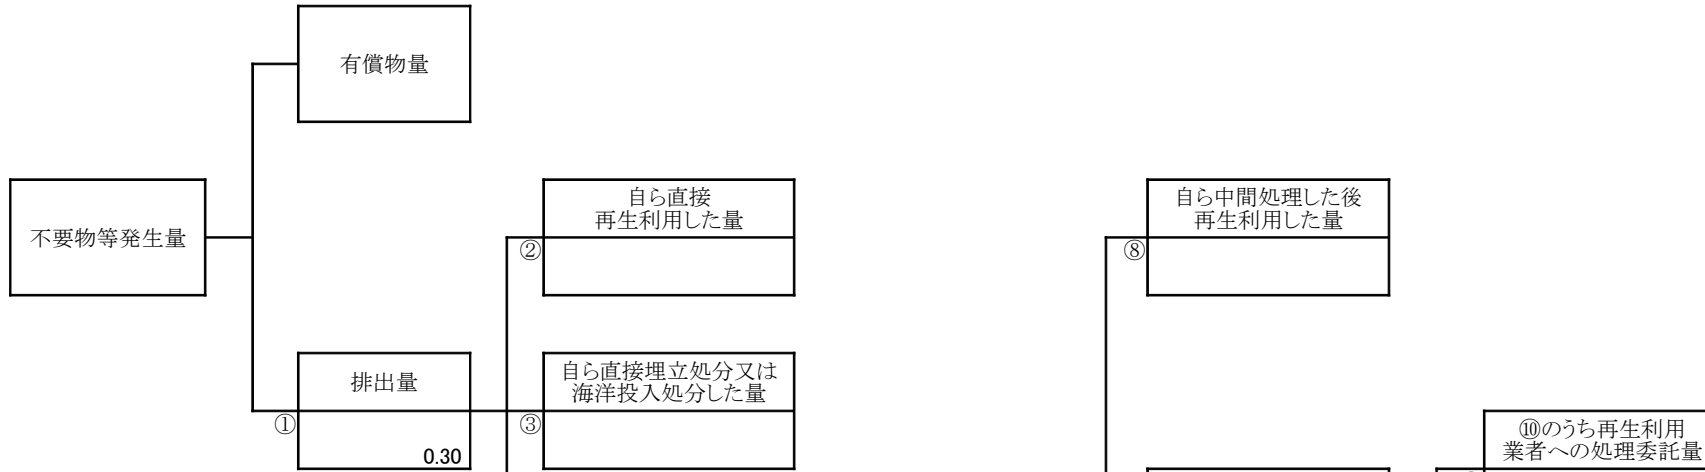 有償物量
不要物等発生量
自ら直接
再生利用した量
②
自ら中間処理した後
再生利用した量
⑧
排出量
①
0.30
自ら直接埋立処分又は
海洋投入処分した量
③
⑩のうち再生利用
業者への処理委託量